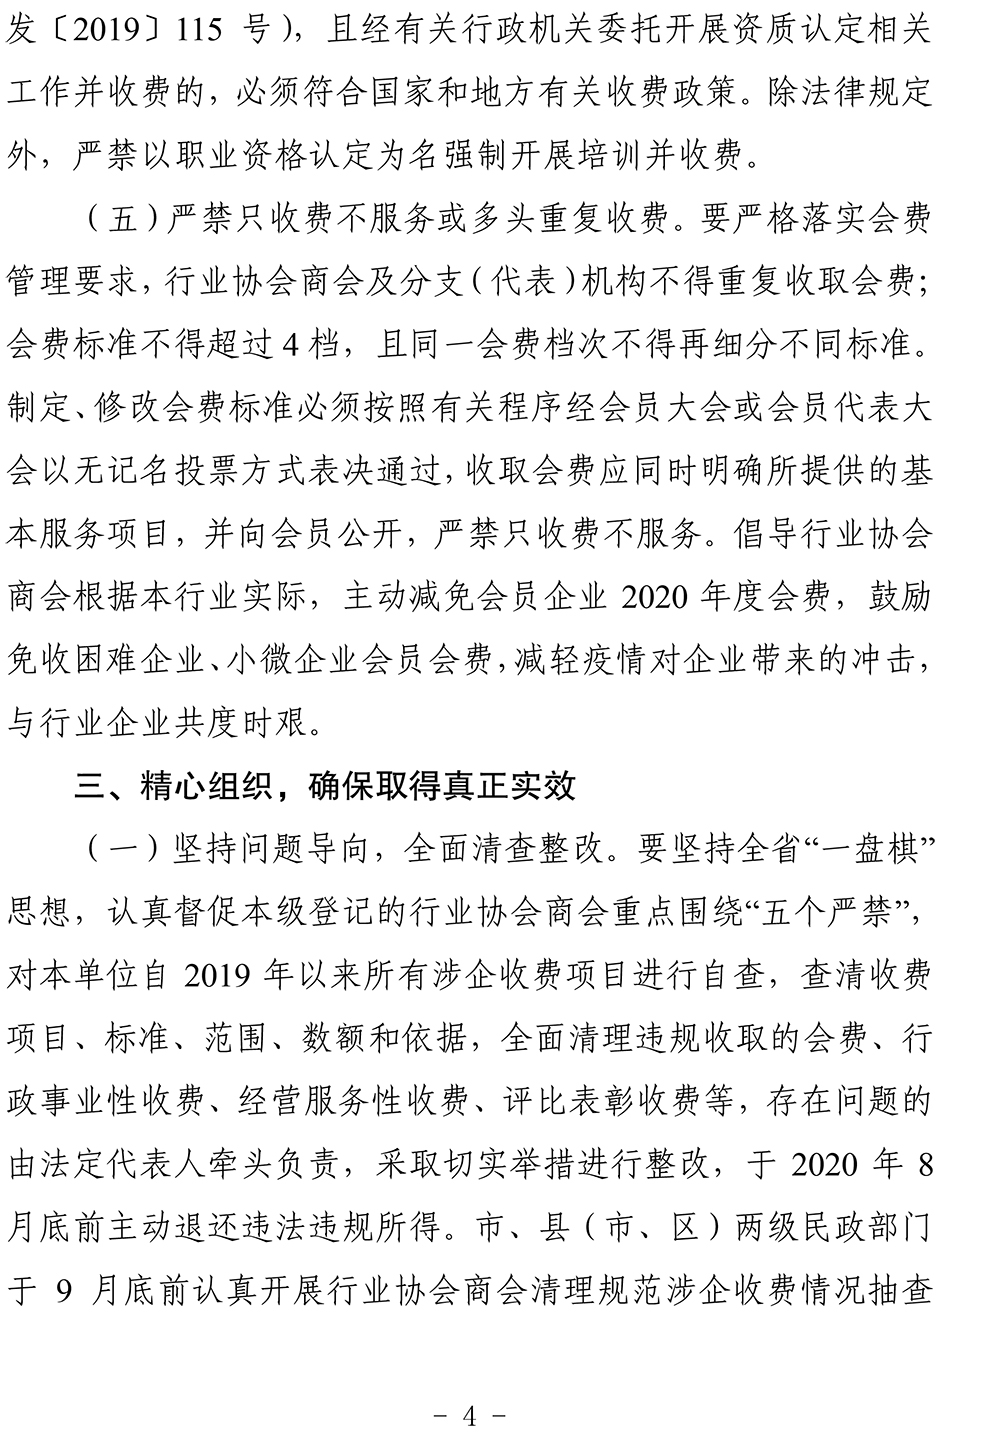 发〔2019〕115 号），且经有关行政机关委托开展资质认定相关
工作并收费的，必须符合国家和地方有关收费政策。除法律规定
外，严禁以职业资格认定为名强制开展培训并收费。
（五）严禁只收费不服务或多头重复收费。要严格落实会费
管理要求，行业协会商会及分支（代表）机构不得重复收取会费；
会费标准不得超过 4 档，且同一会费档次不得再细分不同标准。
制定、修改会费标准必须按照有关程序经会员大会或会员代表大
会以无记名投票方式表决通过，收取会费应同时明确所提供的基
本服务项目，并向会员公开，严禁只收费不服务。倡导行业协会
商会根据本行业实际，主动减免会员企业 2020 年度会费，鼓励
免收困难企业、小微企业会员会费，减轻疫情对企业带来的冲击，
与行业企业共度时艰。
三、精心组织，确保取得真正实效
（一）坚持问题导向，全面清查整改。要坚持全省“一盘棋”
思想，认真督促本级登记的行业协会商会重点围绕“五个严禁”，
对本单位自 2019 年以来所有涉企收费项目进行自查，查清收费
项目、标准、范围、数额和依据，全面清理违规收取的会费、行
政事业性收费、经营服务性收费、评比表彰收费等，存在问题的
由法定代表人牵头负责，采取切实举措进行整改，于 2020 年 8
月底前主动退还违法违规所得。市、县（市、区）两级民政部门
于 9 月底前认真开展行业协会商会清理规范涉企收费情况抽查
- 4 -